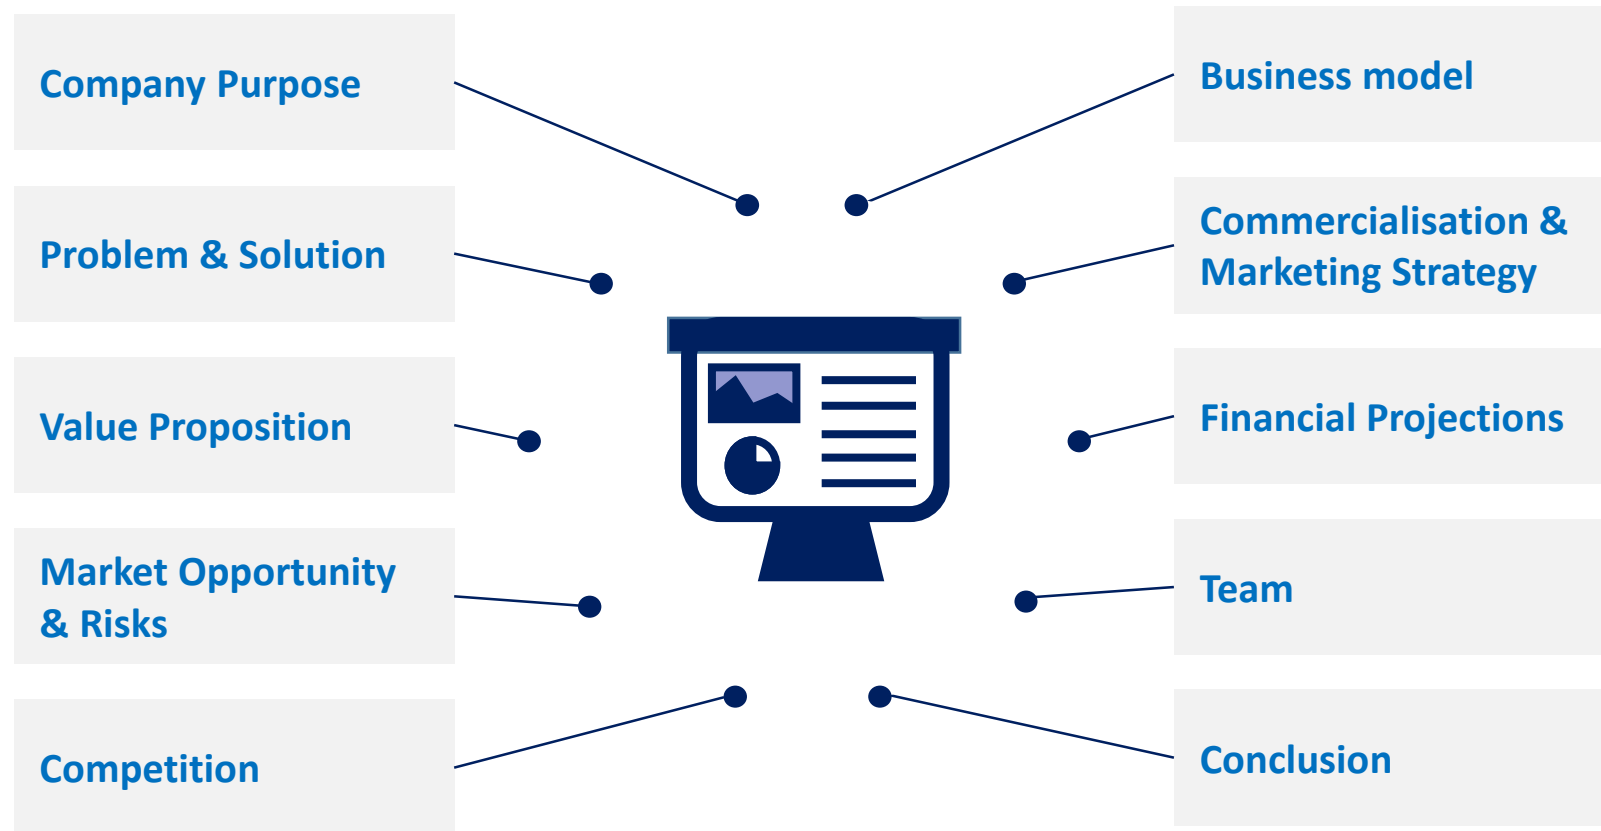 Company Purpose
Problem & Solution
Value Proposition
Market Opportunity
& Risks
Competition
Business model
Commercialisation &
Marketing Strategy
Financial Projections
Team
Conclusion